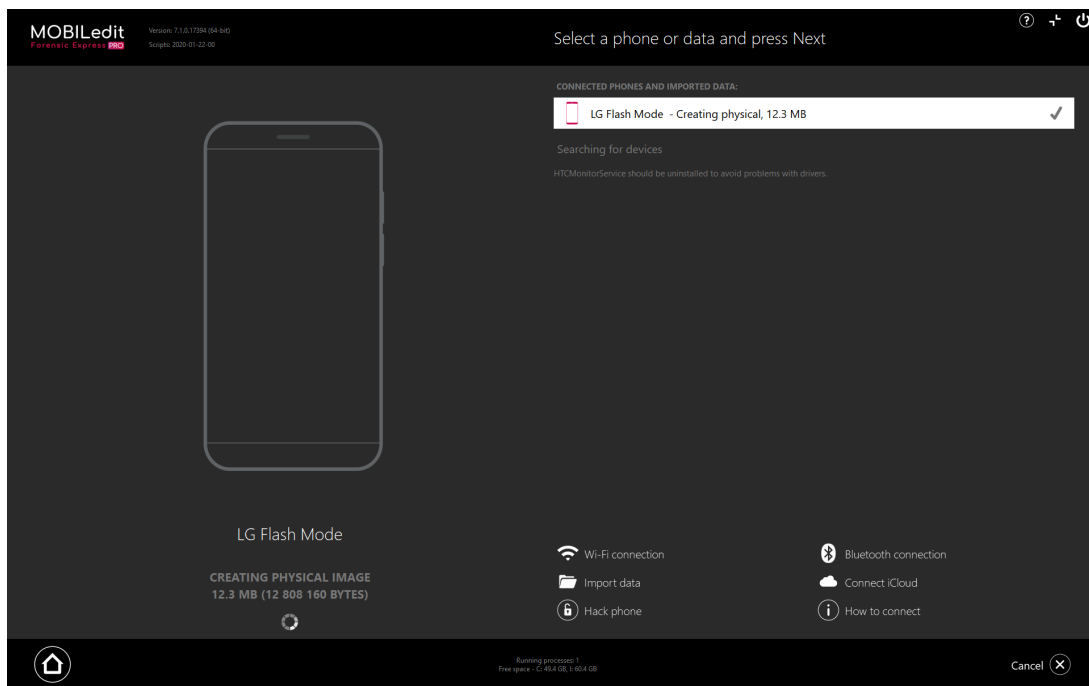 MOBILedit
Forensic Express PRO
Version: 7.1.0.17394 (64-bit)
Scripts: 2020-01-22-00
Select a phone or data and press Next
?
CONNECTED PHONES AND IMPORTED DATA:
LG Flash Mode - Creating physical, 12.3 MB
Searching for devices
HTCMonitorService should be uninstalled to avoid problems with drivers.
LG Flash Mode
CREATING PHYSICAL IMAGE
12.3 MB (12 808 160 BYTES)
Wi-Fi connection
Bluetooth connection
Import data
Connect iCloud
Hack phone
How to connect
Running processes: 1
Free space - C: 49.4 GB, I: 60.4 GB
Cancel